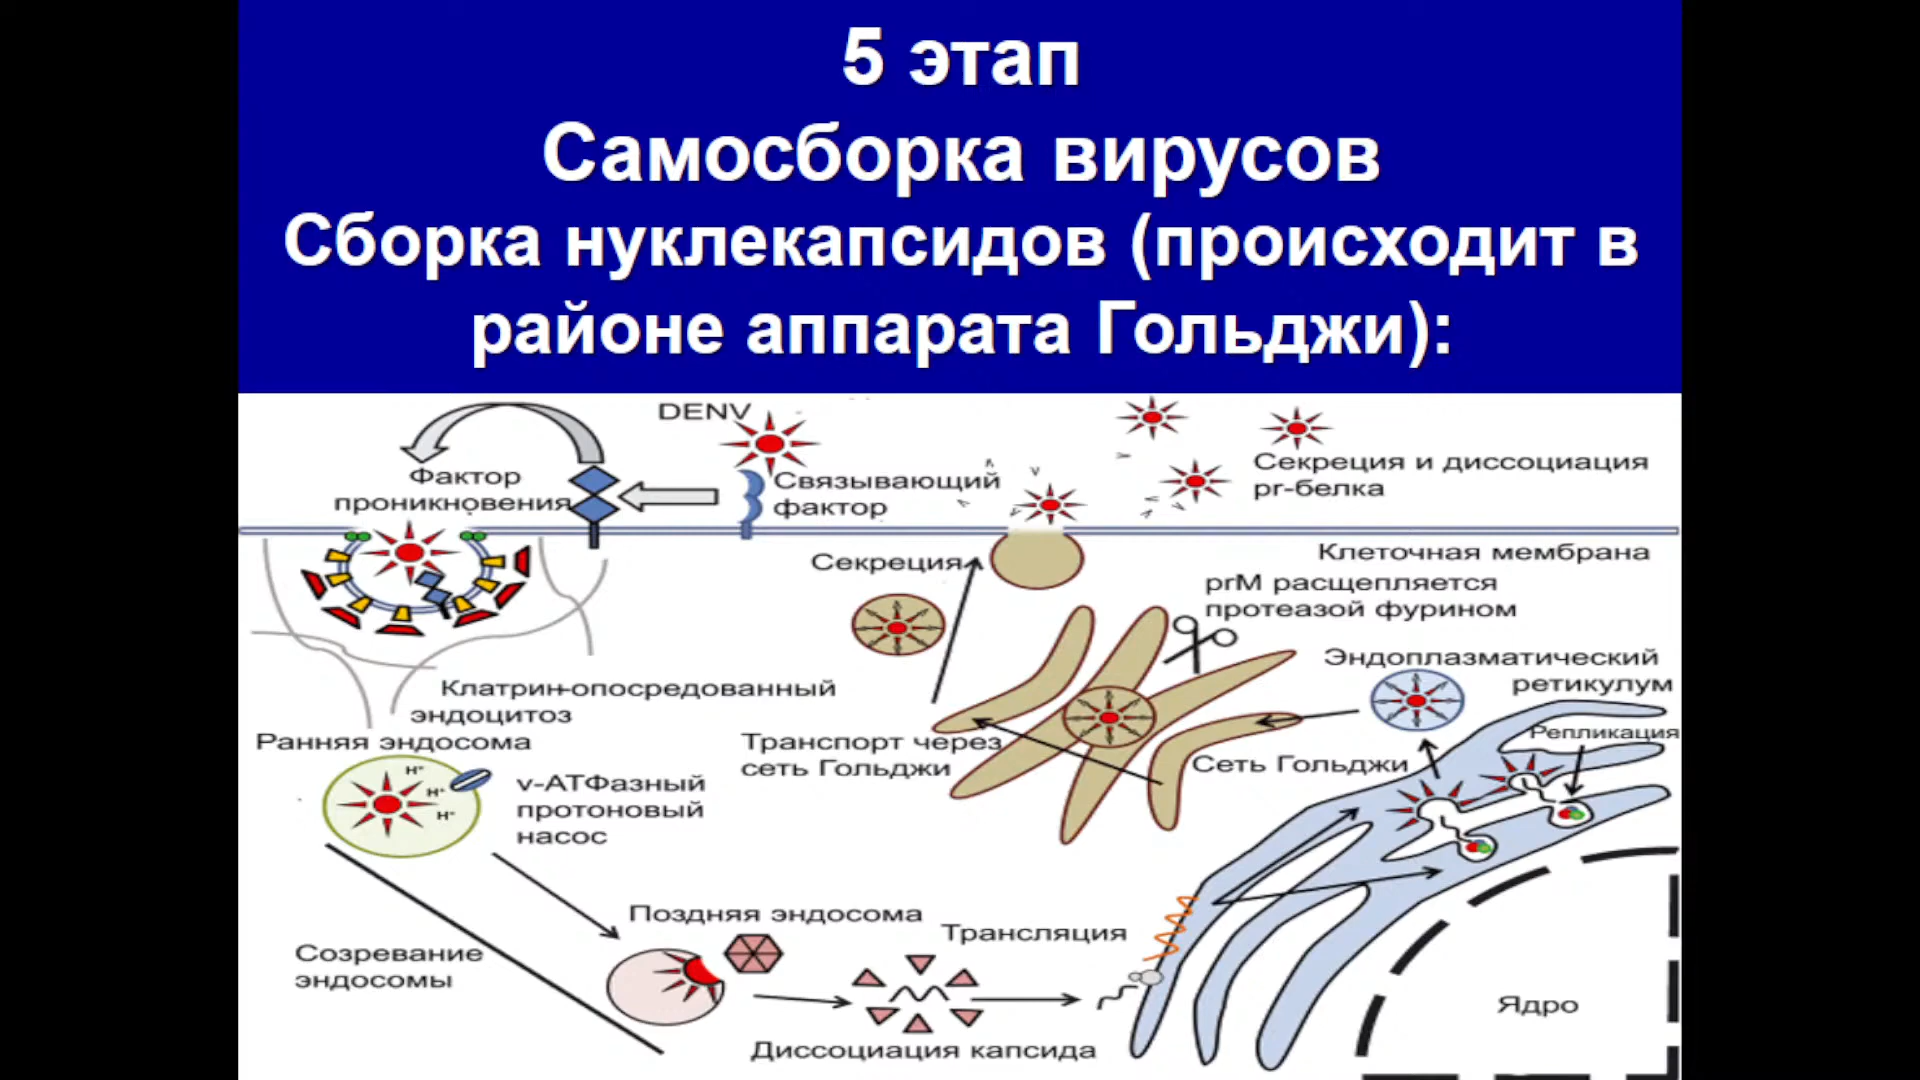 5 этап
Самосборка вирусов
Сборка нуклекапсидов (происходит в
районе аппарата Гольджи):
DENV
Фактор
проникновения
Связывающий
фактор
Секреция и диссоциация
pr-белка
Секреция
Клеточная мембрана
prM расщепляется
протеазой фурином
Эндоплазматический
ретикулум
Клатрин-опосредованный
эндоцитоз
Репликация
Ранняя эндосома
Транспорт через
сеть Гольджи
Сеть Гольджи
H⁺
H⁺
H⁺
v-АТФазный
протоновый
насос
Поздняя эндосома
Трансляция
Созревание
эндосомы
Ядро
Диссоциация капсида